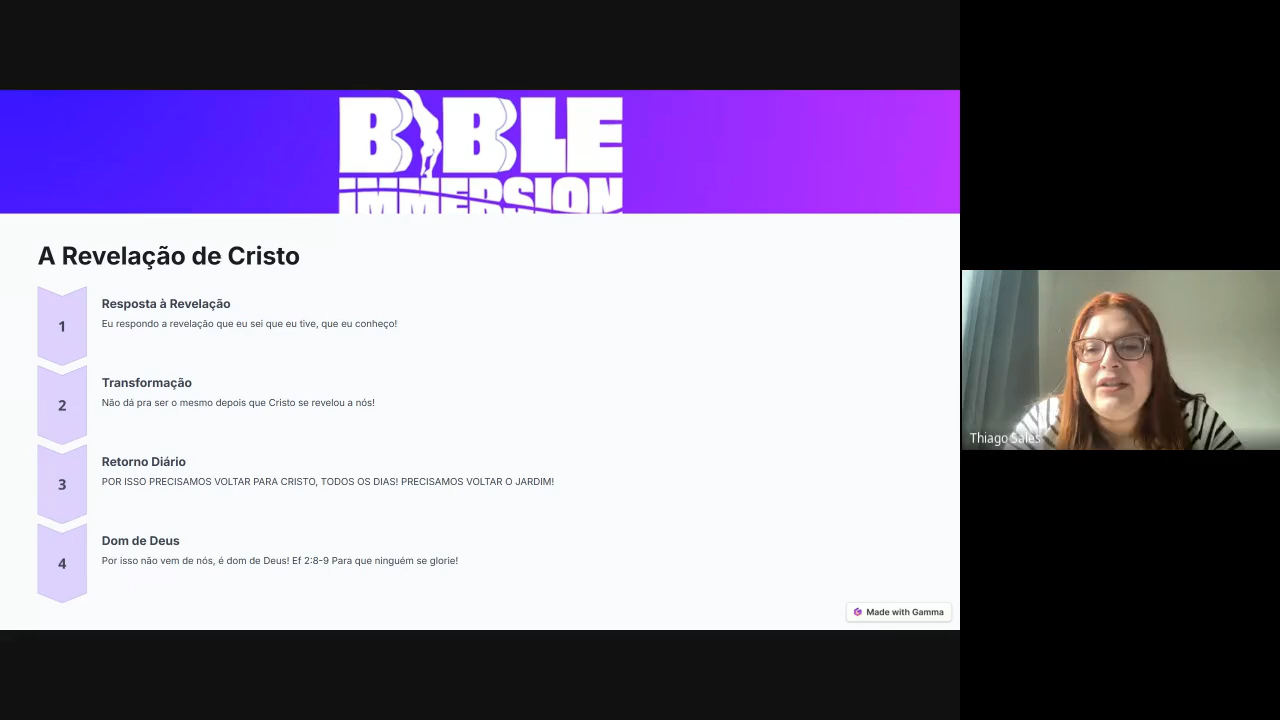 BIBLE
IMMERSION
A Revelação de Cristo
1
Resposta à Revelação
Eu respondo a revelação que eu sei que eu tive, que eu conheço!
2
Transformação
Não dá pra ser o mesmo depois que Cristo se revelou a nós!
3
Retorno Diário
POR ISSO PRECISAMOS VOLTAR PARA CRISTO, TODOS OS DIAS! PRECISAMOS VOLTAR O JARDIM!
4
Dom de Deus
Por isso não vem de nós, é dom de Deus! Ef 2:8-9 Para que ninguém se glorie!
Made with Gamma
Thiago Sales